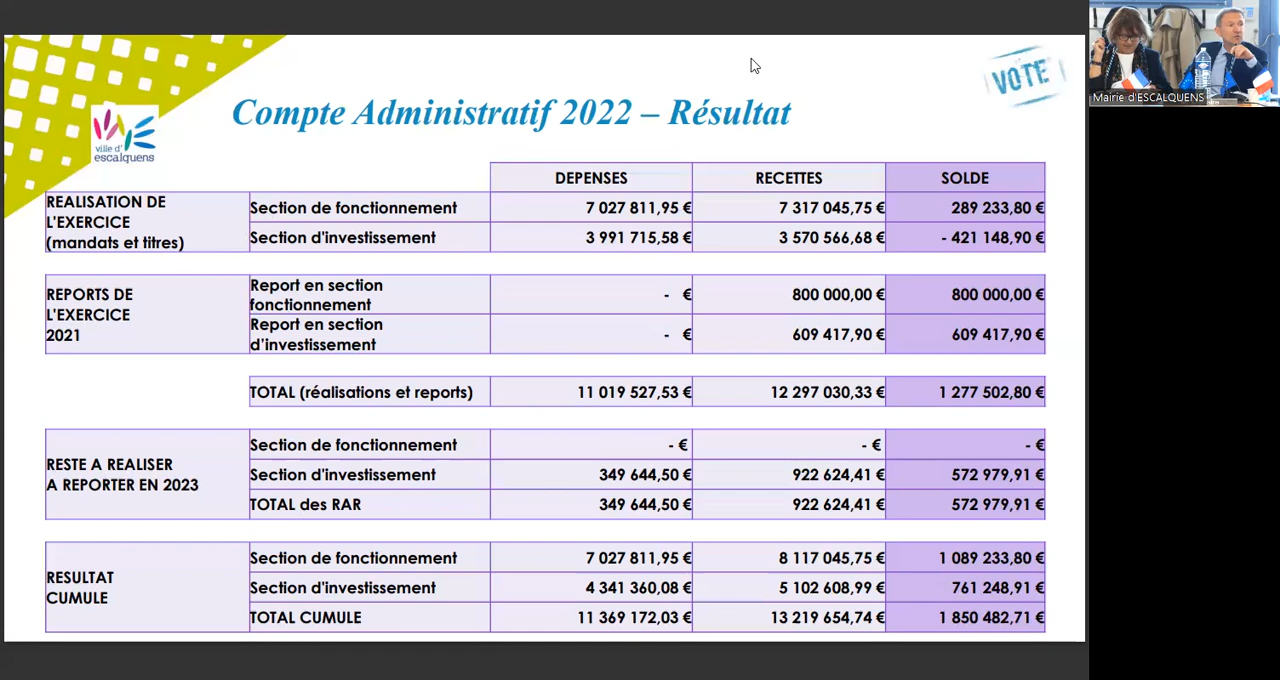 VOTE
Mairie d'ESCALQUENS
Compte Administratif 2022 – Résultat
ville d'
escalquens
DEPENSES RECETTES SOLDE
REALISATION DE
L'EXERCICE
(mandats et titres)
Section de fonctionnement 7 027 811,95 € 7 317 045,75 € 289 233,80 €
Section d'investissement 3 991 715,58 € 3 570 566,68 € - 421 148,90 €
REPORTS DE
L'EXERCICE
2021
Report en section
fonctionnement
- € 800 000,00 € 800 000,00 €
Report en section
d'investissement
- € 609 417,90 € 609 417,90 €
TOTAL (réalisations et reports) 11 019 527,53 € 12 297 030,33 € 1 277 502,80 €
RESTE A REALISER
A REPORTER EN 2023
Section de fonctionnement - € - € - €
Section d'investissement 349 644,50 € 922 624,41 € 572 979,91 €
TOTAL des RAR 349 644,50 € 922 624,41 € 572 979,91 €
RESULTAT
CUMULE
Section de fonctionnement 7 027 811,95 € 8 117 045,75 € 1 089 233,80 €
Section d'investissement 4 341 360,08 € 5 102 608,99 € 761 248,91 €
TOTAL CUMULE 11 369 172,03 € 13 219 654,74 € 1 850 482,71 €